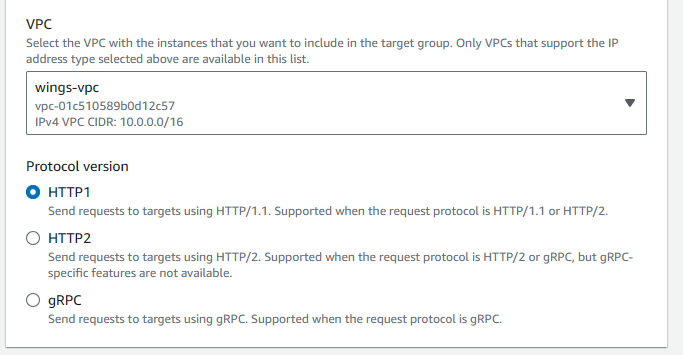 VPC
Select the VPC with the instances that you want to include in the target group. Only VPCs that support the IP
address type selected above are available in this list.
wings-vpc
vpc-01c510589b0d12c57
IPv4 VPC CIDR: 10.0.0.0/16
Protocol version
HTTP1
Send requests to targets using HTTP/1.1. Supported when the request protocol is HTTP/1.1 or HTTP/2.
HTTP2
Send requests to targets using HTTP/2. Supported when the request protocol is HTTP/2 or gRPC, but gRPC-
specific features are not available.
gRPC
Send requests to targets using gRPC. Supported when the request protocol is gRPC.